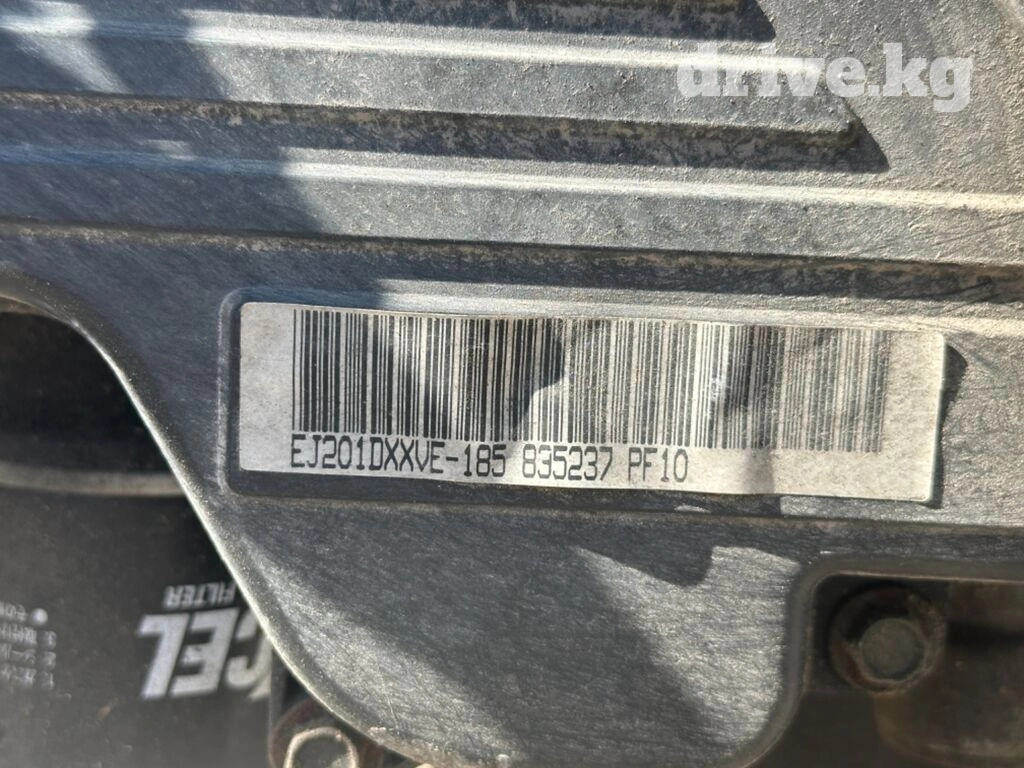 drive.kg
EJ201DXXVE-185 835237 PF10
CEL
FILTER